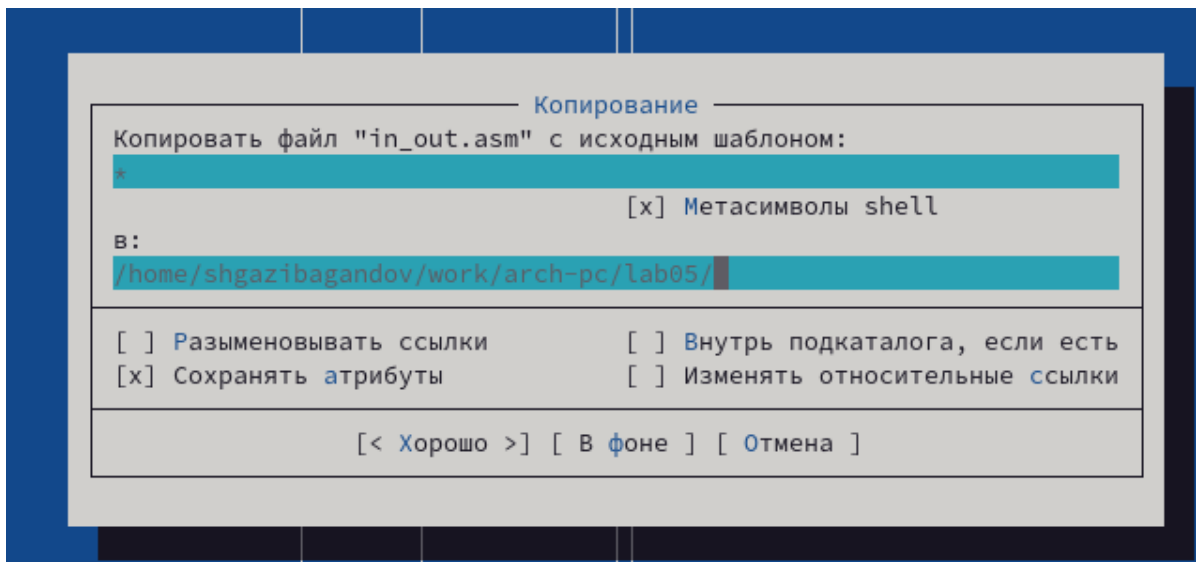 Копирование
Копировать файл "in_out.asm" с исходным шаблоном:
*
[x] Метасимволы shell
в:
/home/shgazibagandov/work/arch-pc/lab05/
[ ] Разыменовывать ссылки [ ] Внутрь подкаталога, если есть
[x] Сохранять атрибуты [ ] Изменять относительные ссылки
[< Хорошо >] [ В фоне ] [ Отмена ]